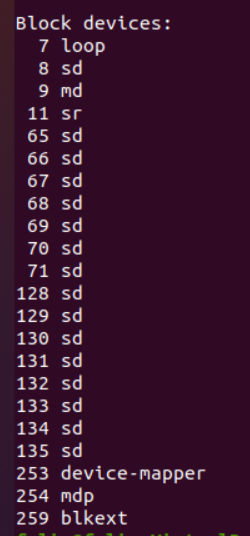 Block devices:
7 loop
8 sd
9 md
11 sr
65 sd
66 sd
67 sd
68 sd
69 sd
70 sd
71 sd
128 sd
129 sd
130 sd
131 sd
132 sd
133 sd
134 sd
135 sd
253 device-mapper
254 mdp
259 blkext